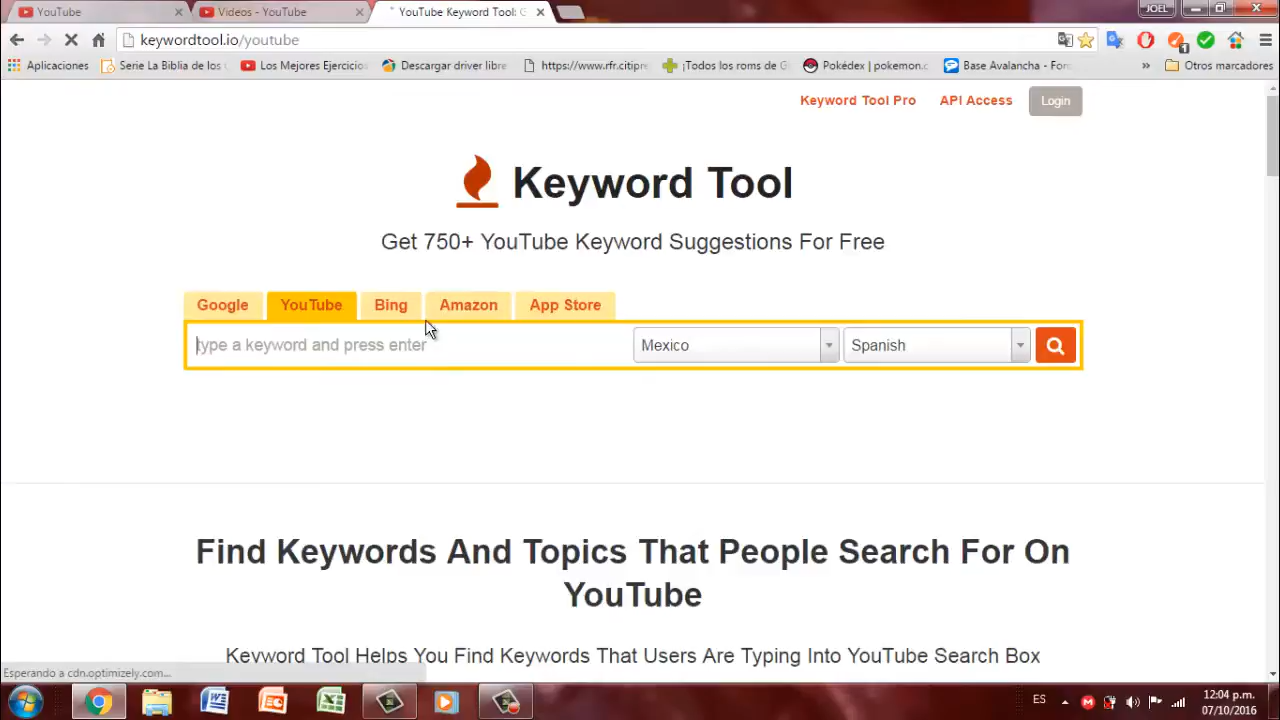 YouTube
Videos - YouTube
YouTube Keyword Tool: G
JOEL
keywordtool.io/youtube
Aplicaciones
Serie La Biblia de los
Los Mejores Ejercicios
Descargar driver libre
https://www.rfr.citipre
¡Todos los roms de G
Pokédex | pokemon.c
Base Avalancha - Foro
»
Otros marcadores
Keyword Tool Pro
API Access
Login
Keyword Tool
Get 750+ YouTube Keyword Suggestions For Free
Google
YouTube
Bing
Amazon
App Store
type a keyword and press enter
Mexico
Spanish
Find Keywords And Topics That People Search For On
YouTube
Keyword Tool Helps You Find Keywords That Users Are Typing Into YouTube Search Box
Esperando a cdn.optimizely.com...
ES
12:04 p.m.
07/10/2016